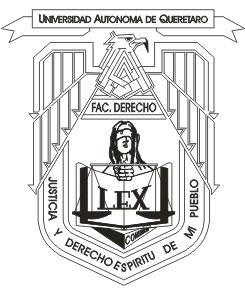 UNIVERSIDAD AUTONOMA DE QUERETARO
FAC. DERECHO
LEX
JUSTICIA Y DERECHO ESPIRITU DE MI PUEBLO